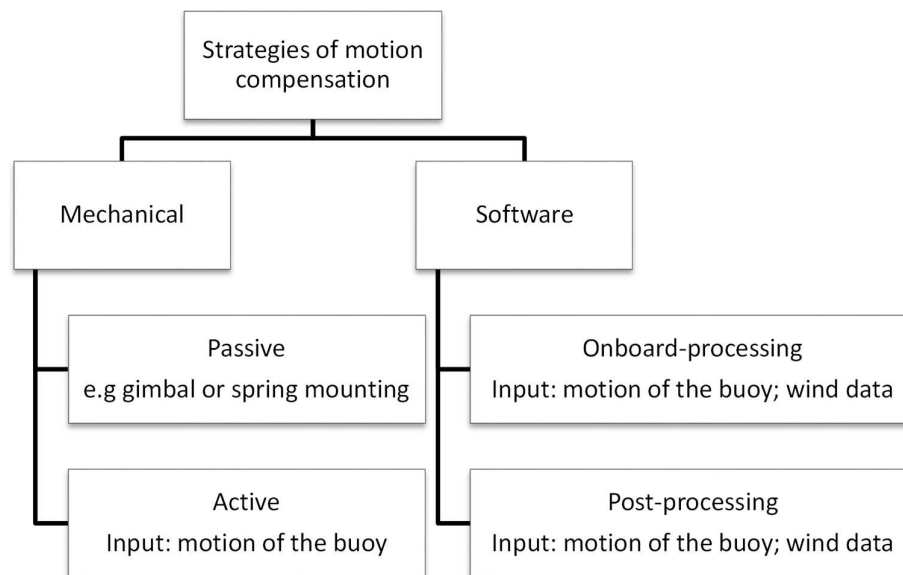 Strategies of motion
compensation
Mechanical
Software
Passive
e.g gimbal or spring mounting
Onboard-processing
Input: motion of the buoy; wind data
Active
Input: motion of the buoy
Post-processing
Input: motion of the buoy; wind data